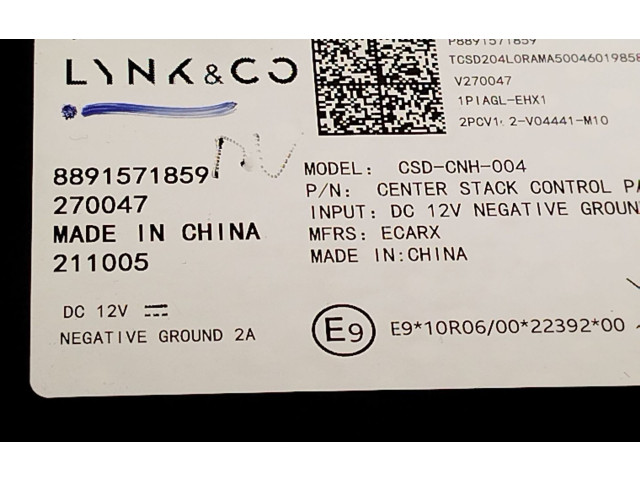 LYNK & CO
8891571859
270047
MADE IN CHINA
211005
DC 12V
NEGATIVE GROUND 2A
P8891571859
TCSD204LORAMA5004601985
V270047
1PIAGL-EHX1
2PCV1: 2-V04441-M10
MODEL: CSD-CNH-004
P/N: CENTER STACK CONTROL
INPUT: DC 12V NEGATIVE GROUN
MFRS: ECARX
MADE IN:CHINA
E9 E9*10R06/00*22392*00